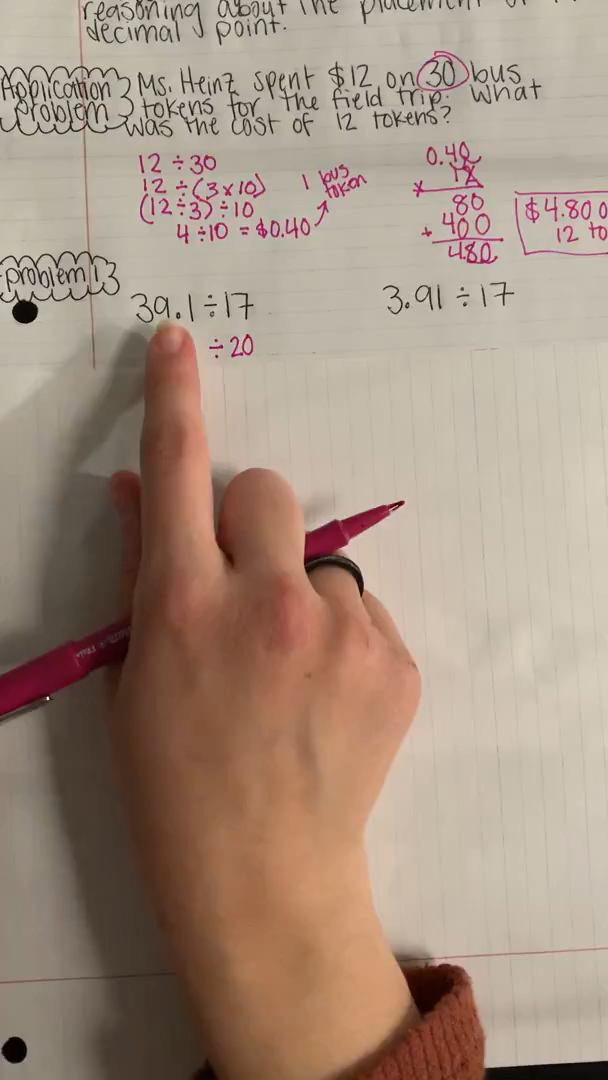 reasoning about the placement of
decimal point.
Application Problem
Ms. Heinz spent $12 on 30 bus
tokens for the field trip. What
was the cost of 12 tokens?
12 ÷ 30
12 ÷ (3 x 10)
(12 ÷ 3) ÷ 10
4 ÷ 10 = $0.40
1 bus
token
0.40
x 12
80
+ 400
480
$4.80
12 to
problem 1
39.1 ÷ 17
÷ 20
3.91 ÷ 17